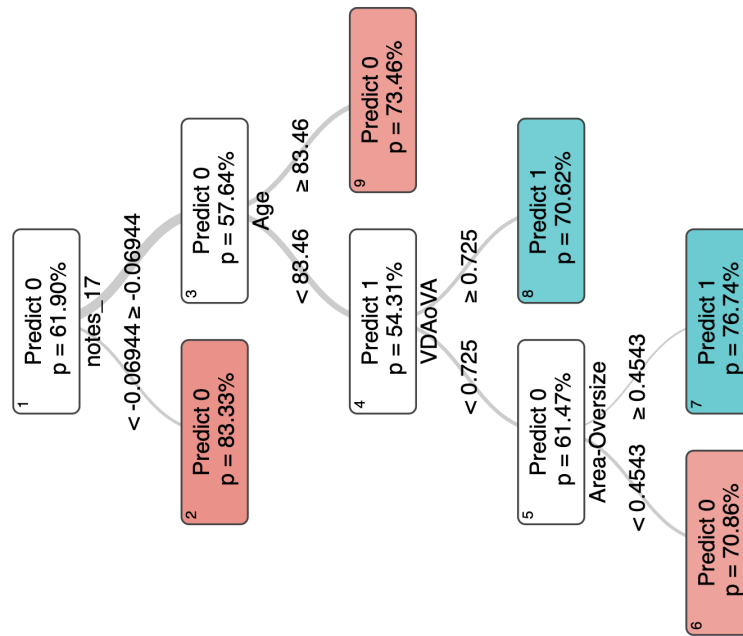 1
Predict 0
p = 61.90%
notes_17
< -0.06944
≥ -0.06944
2
Predict 0
p = 83.33%
3
Predict 0
p = 57.64%
Age
< 83.46
≥ 83.46
4
Predict 1
p = 54.31%
VDAoVA
< 0.725
≥ 0.725
9
Predict 0
p = 73.46%
5
Predict 0
p = 61.47%
Area-Oversize
< 0.4543
≥ 0.4543
8
Predict 1
p = 70.62%
6
Predict 0
p = 70.86%
7
Predict 1
p = 76.74%